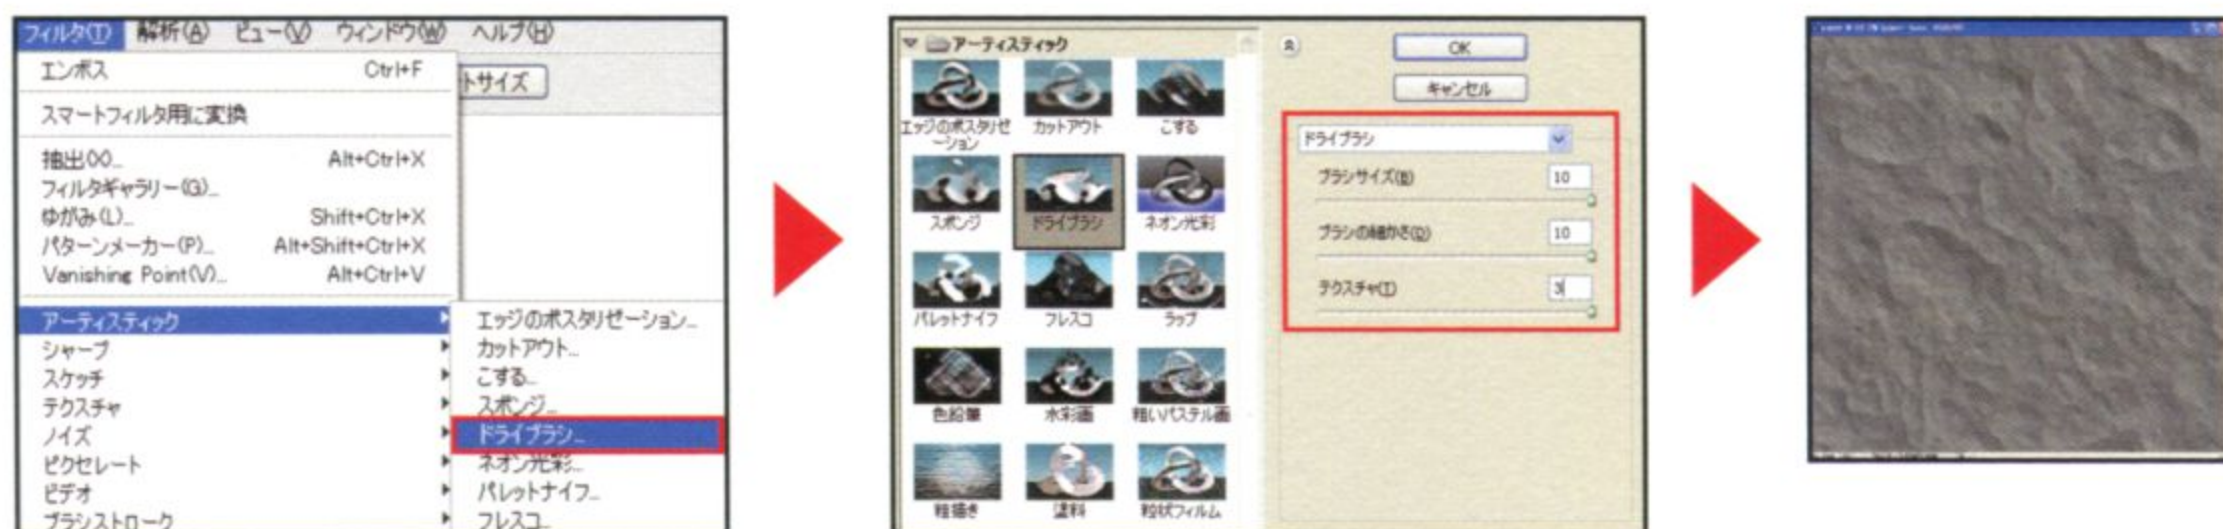 フィルタ(T) 解析(A) ビュー(V) ウィンドウ(W) ヘルプ(H)
エンボス Ctrl+F
トサイズ
スマートフィルタ用に変換
抽出(X)... Alt+Ctrl+X
フィルタギャラリー(G)...
ゆがみ(L)... Shift+Ctrl+X
パターンメーカー(P)... Alt+Shift+Ctrl+X
Vanishing Point(V)... Alt+Ctrl+V
アーティスティック
シャープ
スケッチ
テクスチャ
ノイズ
ピクセレート
ビデオ
ブラシストローク
エッジのポスタリゼーション...
カットアウト...
こする...
スポンジ...
ドライブラシ...
ネオン光彩...
パレットナイフ...
フレスコ...
アーティスティック
エッジのポスタリゼ
ーション
カットアウト
こする
スポンジ
ドライブラシ
ネオン光彩
パレットナイフ
フレスコ
ラップ
色鉛筆
水彩画
粗いパステル画
粗描き
塗料
粒状フィルム
OK
キャンセル
ドライブラシ
ブラシサイズ(B) 10
ブラシの細かさ(D) 10
テクスチャ(T) 3